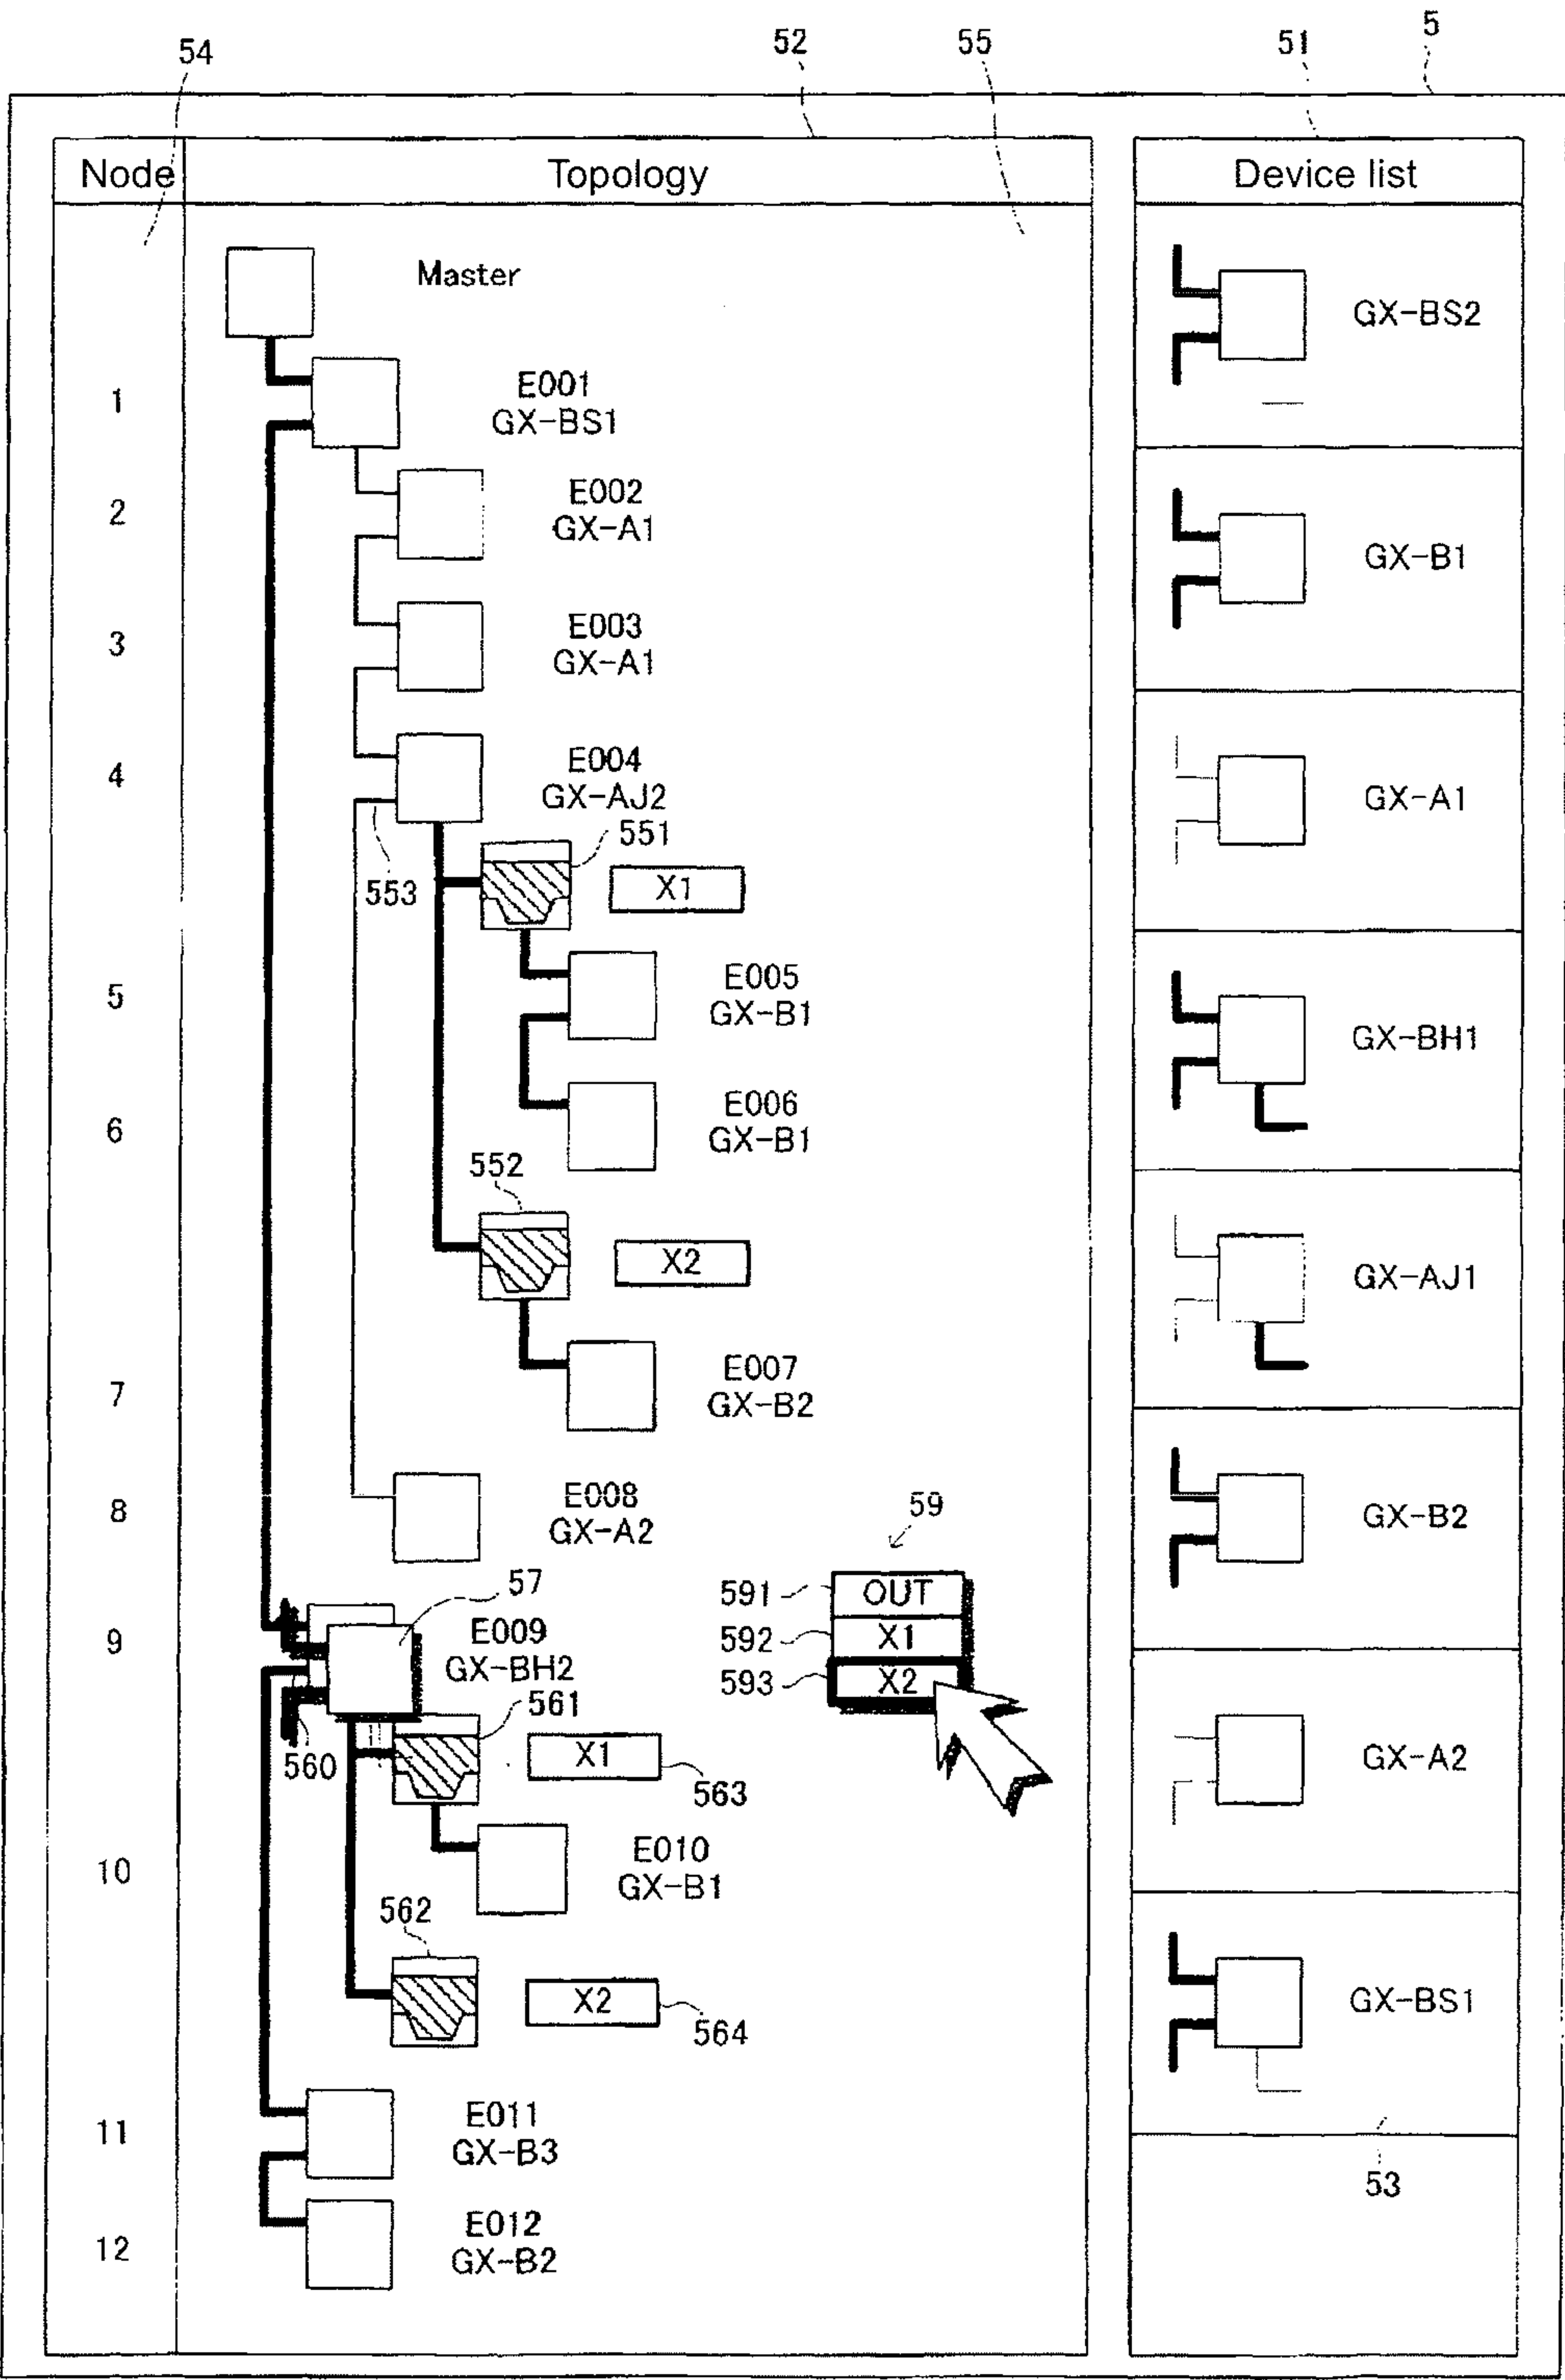 54
52
55
51
5
Node
Topology
Device list
Master
1
E001
GX-BS1
2
E002
GX-A1
3
E003
GX-A1
4
E004
GX-AJ2
551
553
X1
5
E005
GX-B1
6
E006
GX-B1
552
X2
7
E007
GX-B2
8
E008
GX-A2
59
591
OUT
592
X1
593
X2
57
9
E009
GX-BH2
561
560
X1
563
10
E010
GX-B1
562
X2
564
11
E011
GX-B3
12
E012
GX-B2
GX-BS2
GX-B1
GX-A1
GX-BH1
GX-AJ1
GX-B2
GX-A2
GX-BS1
53